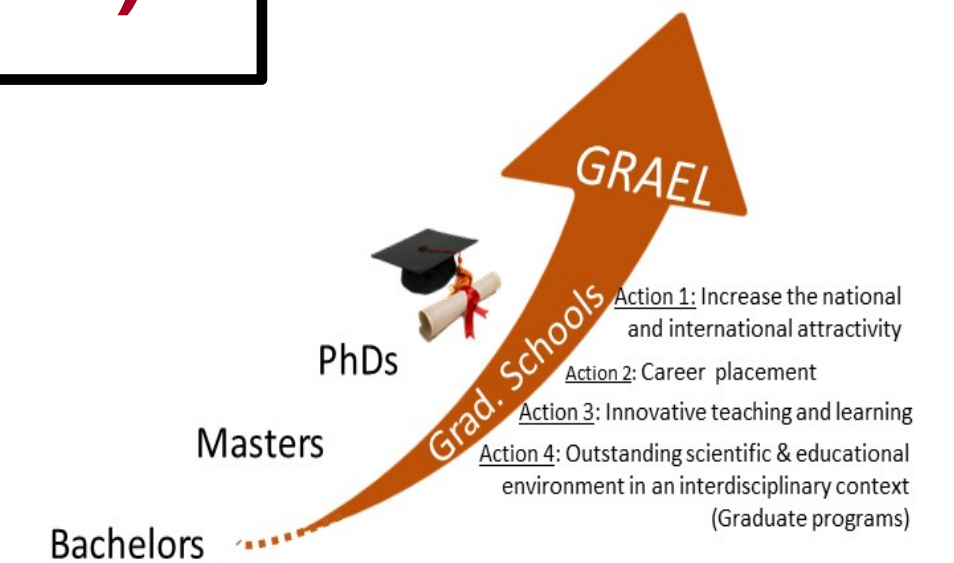 GRAEL
Grad. Schools
Action 1: Increase the national
and international attractivity
PhDs
Action 2: Career placement
Action 3: Innovative teaching and learning
Masters
Action 4: Outstanding scientific & educational
environment in an interdisciplinary context
(Graduate programs)
Bachelors